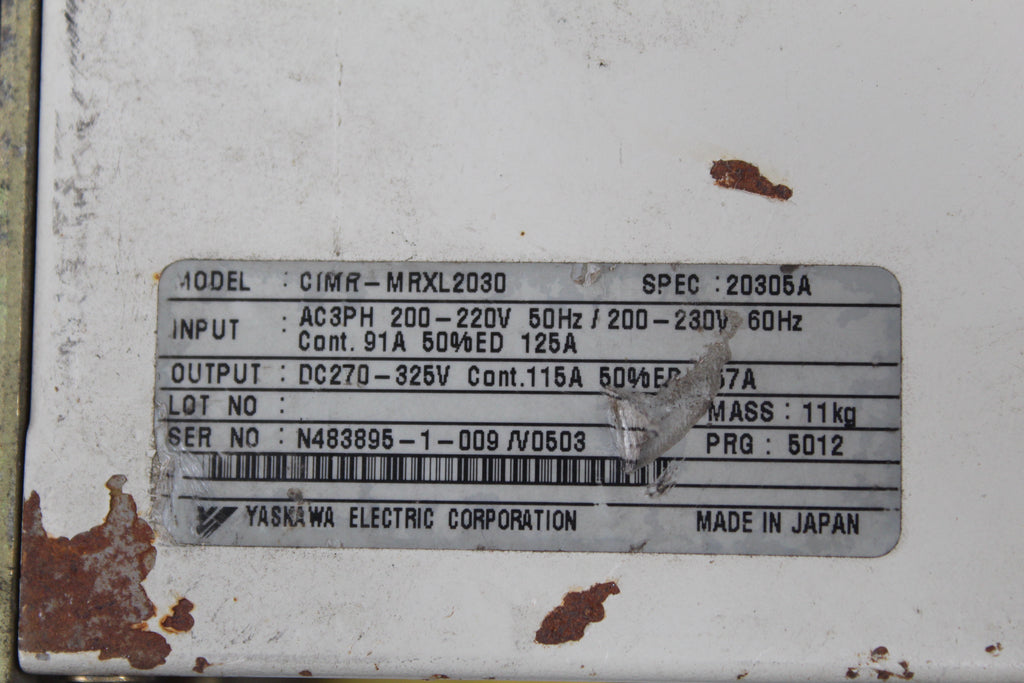 MODEL : CIMR-MRXL2030 SPEC : 20305A
INPUT : AC3PH 200-220V 50Hz / 200-230V 60Hz
Cont. 91A 50%ED 125A
OUTPUT : DC270-325V Cont.115A 50%ED
LOT NO : MASS : 11kg
SER NO : N483895-1-009 /V0503 PRG : 5012
YASKAWA ELECTRIC CORPORATION MADE IN JAPAN